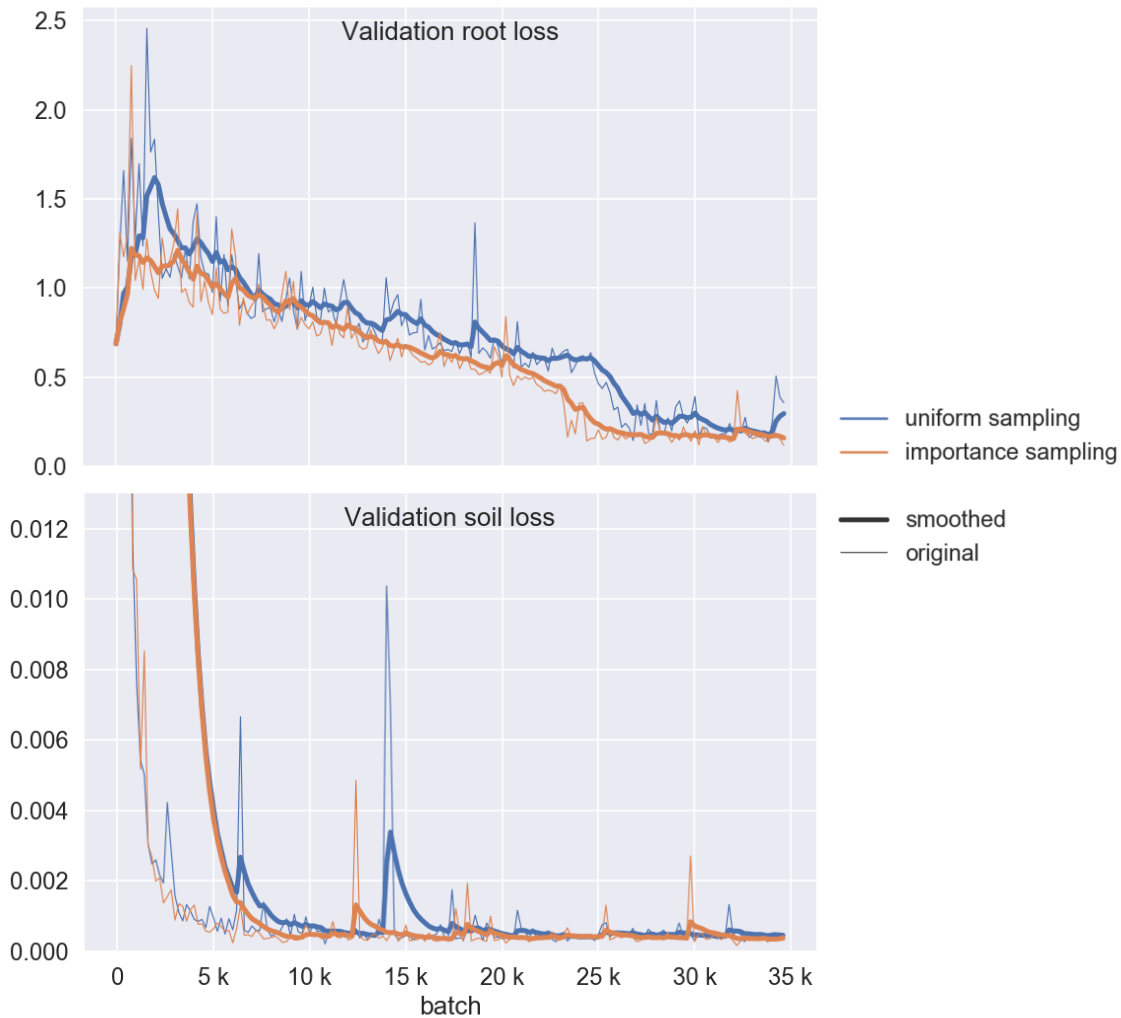 Validation root loss
2.5
2.0
1.5
1.0
0.5
0.0
uniform sampling
importance sampling
smoothed
original
Validation soil loss
0.012
0.010
0.008
0.006
0.004
0.002
0.000
0 5 k 10 k 15 k 20 k 25 k 30 k 35 k
batch